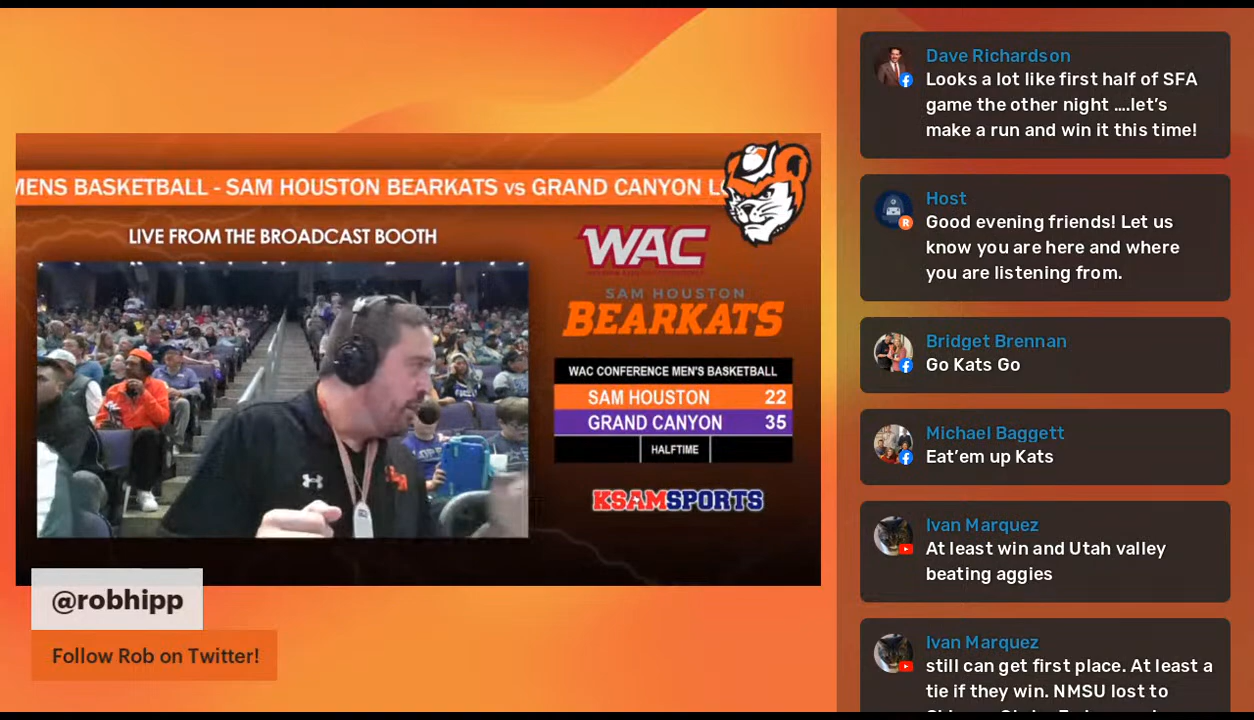 MENS BASKETBALL - SAM HOUSTON BEARKATS vs GRAND CANYON
LIVE FROM THE BROADCAST BOOTH
WAC
SAM HOUSTON
BEARKATS
WAC CONFERENCE MEN'S BASKETBALL
SAM HOUSTON 22
GRAND CANYON 35
HALFTIME
KSAMSPORTS
@robhipp
Follow Rob on Twitter!
Dave Richardson
Looks a lot like first half of SFA
game the other night ....let's
make a run and win it this time!
Host
Good evening friends! Let us
know you are here and where
you are listening from.
Bridget Brennan
Go Kats Go
Michael Baggett
Eat'em up Kats
Ivan Marquez
At least win and Utah valley
beating aggies
Ivan Marquez
still can get first place. At least a
tie if they win. NMSU lost to